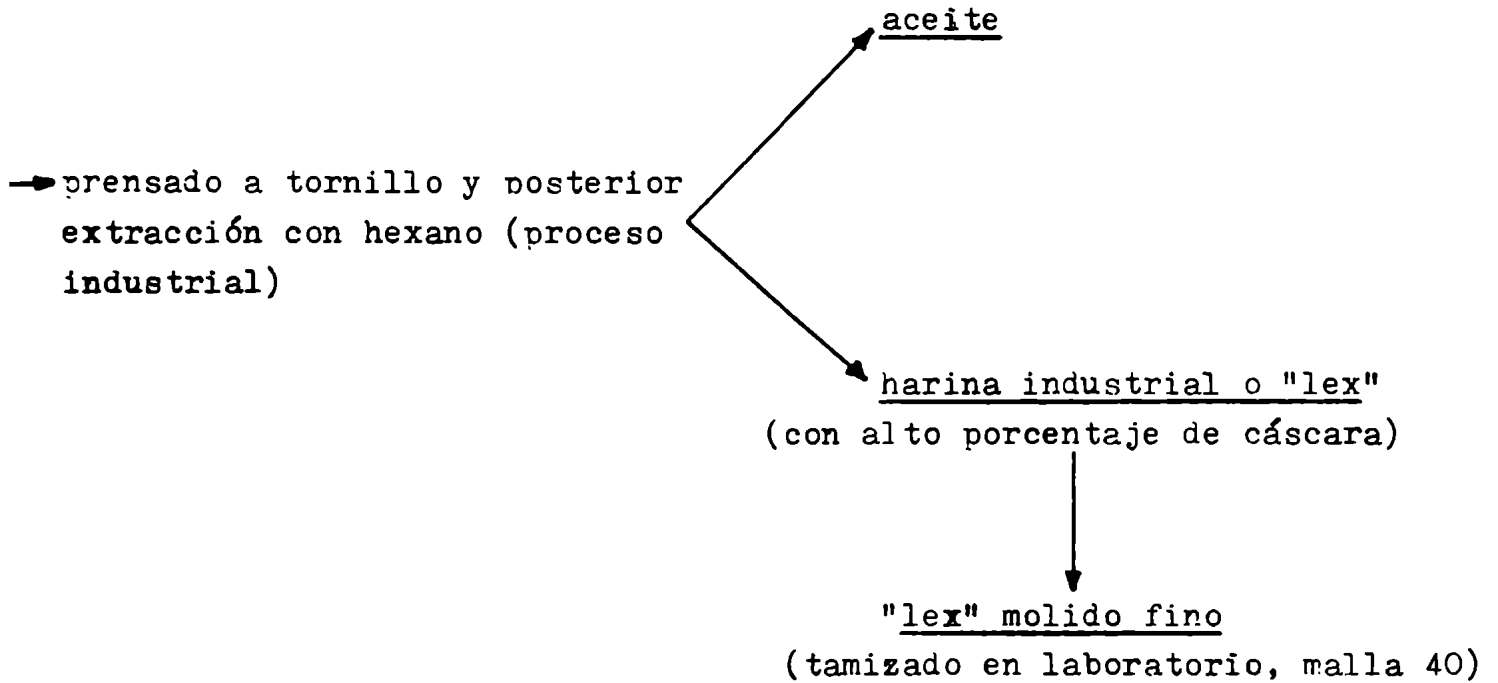 aceite
prensado a tornillo y posterior
extracción con hexano (proceso
industrial)
harina industrial o "lex"
(con alto porcentaje de cáscara)
"lex" molido fino
(tamizado en laboratorio, malla 40)